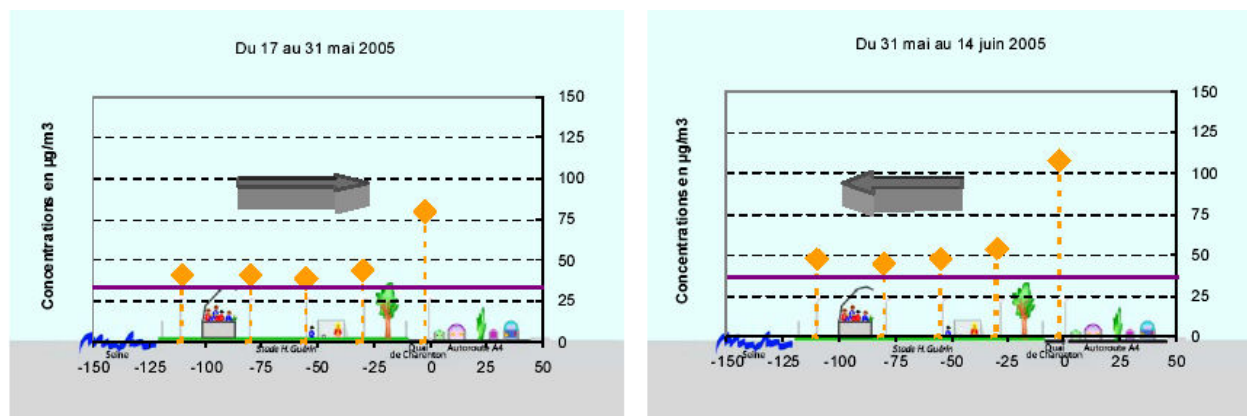 Du 17 au 31 mai 2005
Concentrations en µg/m3
150
125
100
75
50
25
0
Seine
Stade H. Guérin
Quai
de Charenton
Autoroute A4
-150 -125 -100 -75 -50 -25 0 25 50
Du 31 mai au 14 juin 2005
Concentrations en µg/m3
150
125
100
75
50
25
0
Seine
Stade H. Guérin
Quai
de Charenton
Autoroute A4
-150 -125 -100 -75 -50 -25 0 25 50